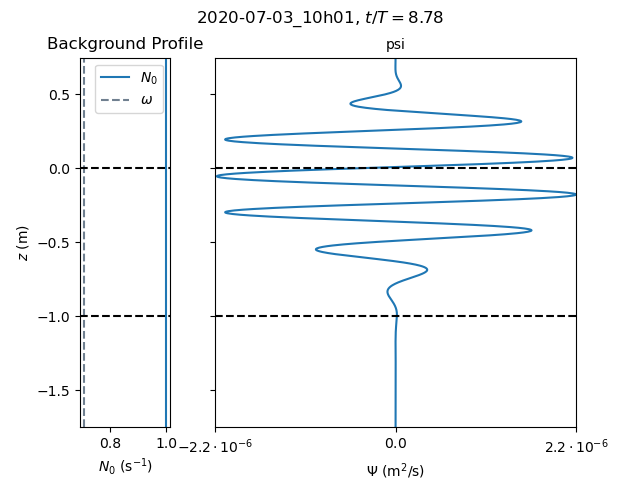 2020-07-03_10h01, t/T = 8.78
Background Profile
psi
N₀
ω
0.5
0.0
−0.5
−1.0
−1.5
z (m)
0.8
1.0
−2.2 · 10⁻⁶
0.0
2.2 · 10⁻⁶
N₀ (s⁻¹)
Ψ (m²/s)